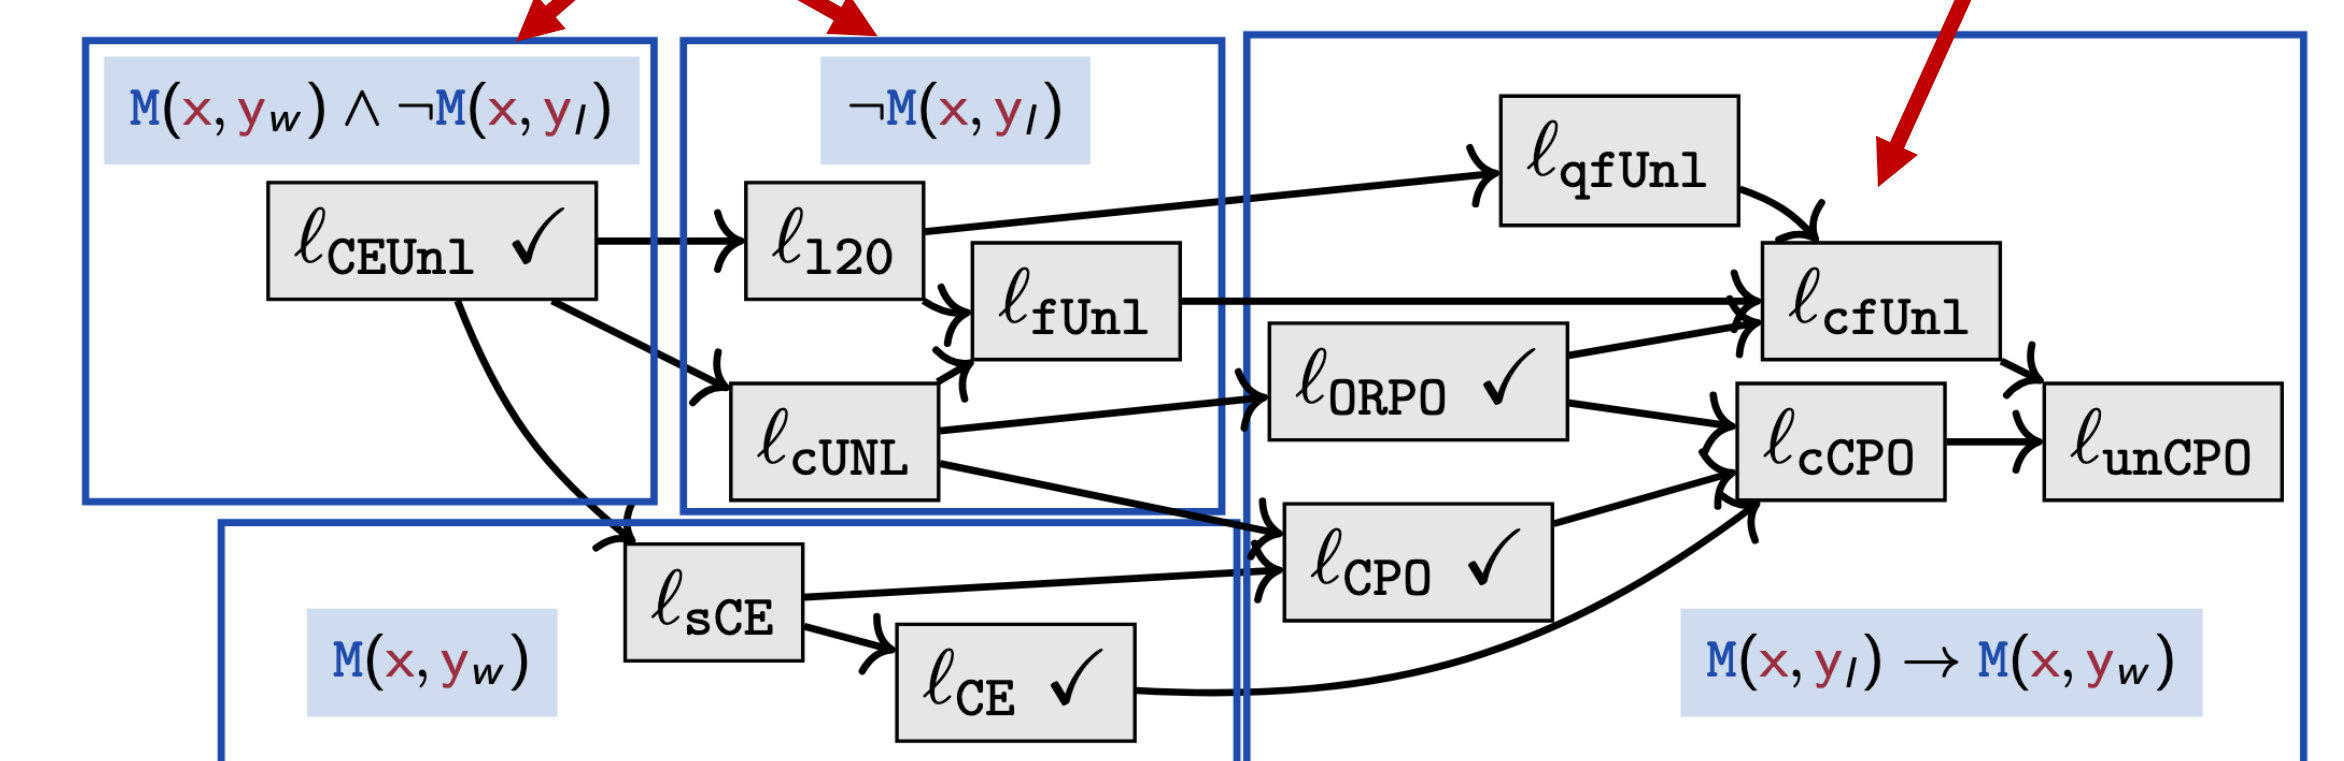 M(x, y_w) ∧ ¬M(x, y_l)
¬M(x, y_l)
ℓ_qfUnl
ℓ_CEUnl ✓
ℓ_l20
ℓ_fUnl
ℓ_cfUnl
ℓ_ORPO ✓
ℓ_cUNL
ℓ_cCPO
ℓ_unCPO
ℓ_CPO ✓
ℓ_sCE
M(x, y_w)
ℓ_CE ✓
M(x, y_l) → M(x, y_w)